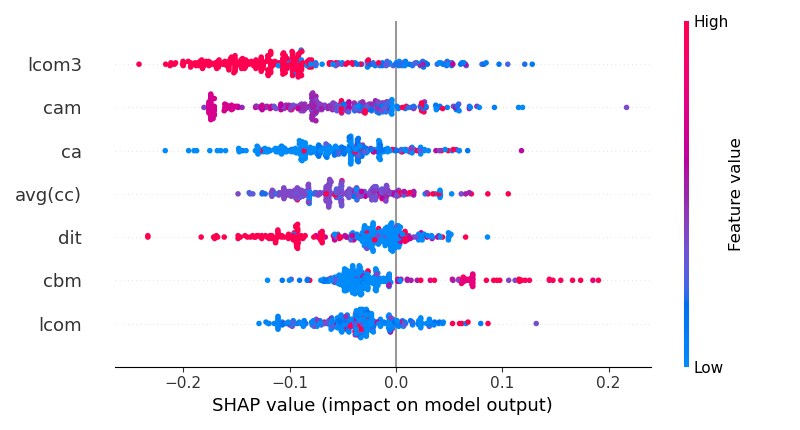 High
lcom3
cam
ca
avg(cc)
dit
cbm
lcom
Feature value
Low
−0.2 −0.1 0.0 0.1 0.2
SHAP value (impact on model output)